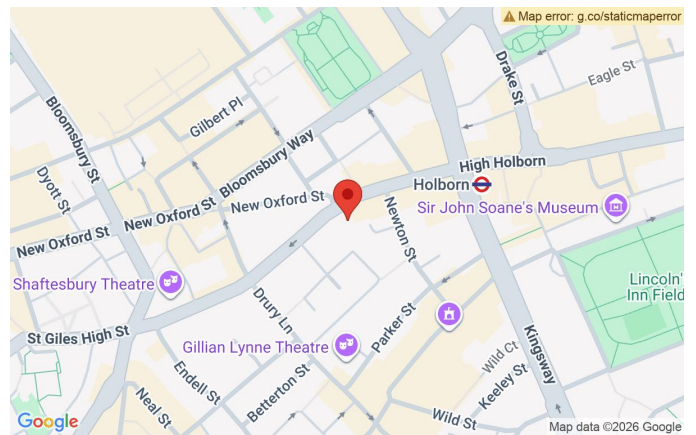 Map error: g.co/staticmaperror
Bloomsbury St
Gilbert Pl
Dyott St
Bloomsbury Way
Drake St
Eagle St
High Holborn
Holborn
New Oxford St
New Oxford St
New Oxford St
Newton St
Sir John Soane's Museum
Shaftesbury Theatre
Lincoln'
Inn Field
St Giles High St
Drury Ln
Gillian Lynne Theatre
Parker St
Kingsway
Endell St
Betterton St
Wild Ct
Keeley St
Neal St
Wild St
Google
Map data ©2026 Google